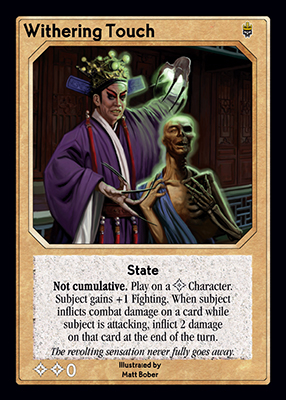 Withering Touch
State
Not cumulative. Play on a Character.
Subject gains +1 Fighting. When subject
inflicts combat damage on a card while
subject is attacking, inflict 2 damage
on that card at the end of the turn.
The revolting sensation never fully goes away.
0
Illustrated by
Matt Bober